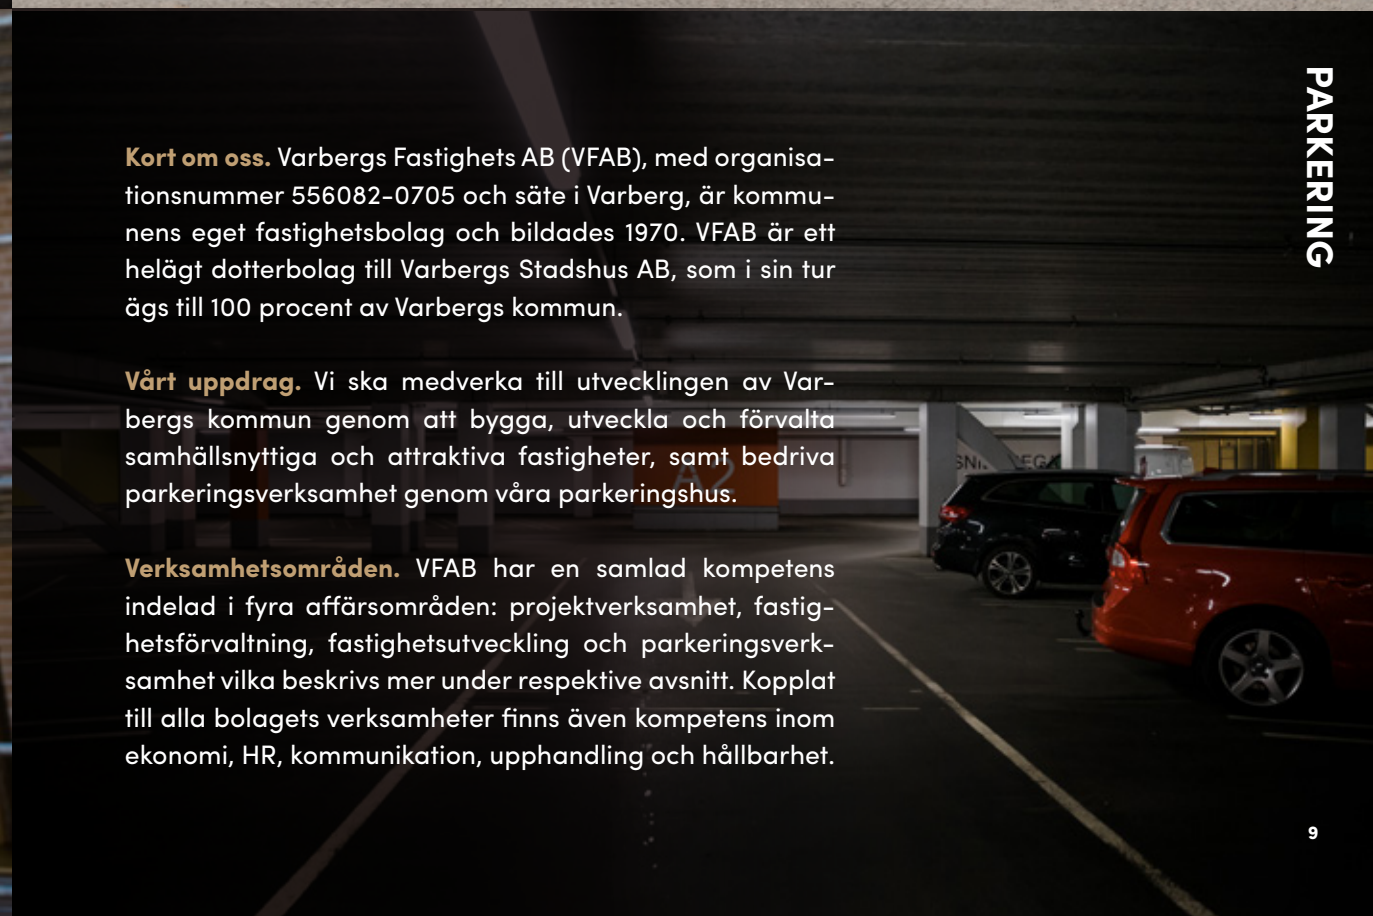 PARKERING
Kort om oss. Varbergs Fastighets AB (VFAB), med organisa-
tionsnummer 556082-0705 och säte i Varberg, är kommu-
nens eget fastighetsbolag och bildades 1970. VFAB är ett
helägt dotterbolag till Varbergs Stadshus AB, som i sin tur
ägs till 100 procent av Varbergs kommun.
Vårt uppdrag. Vi ska medverka till utvecklingen av Var-
bergs kommun genom att bygga, utveckla och förvalta
samhällsnyttiga och attraktiva fastigheter, samt bedriva
parkeringsverksamhet genom våra parkeringshus.
A2
Verksamhetsområden. VFAB har en samlad kompetens
indelad i fyra affärsområden: projektverksamhet, fastig-
hetsförvaltning, fastighetsutveckling och parkeringsverk-
samhet vilka beskrivs mer under respektive avsnitt. Kopplat
till alla bolagets verksamheter finns även kompetens inom
ekonomi, HR, kommunikation, upphandling och hållbarhet.
9